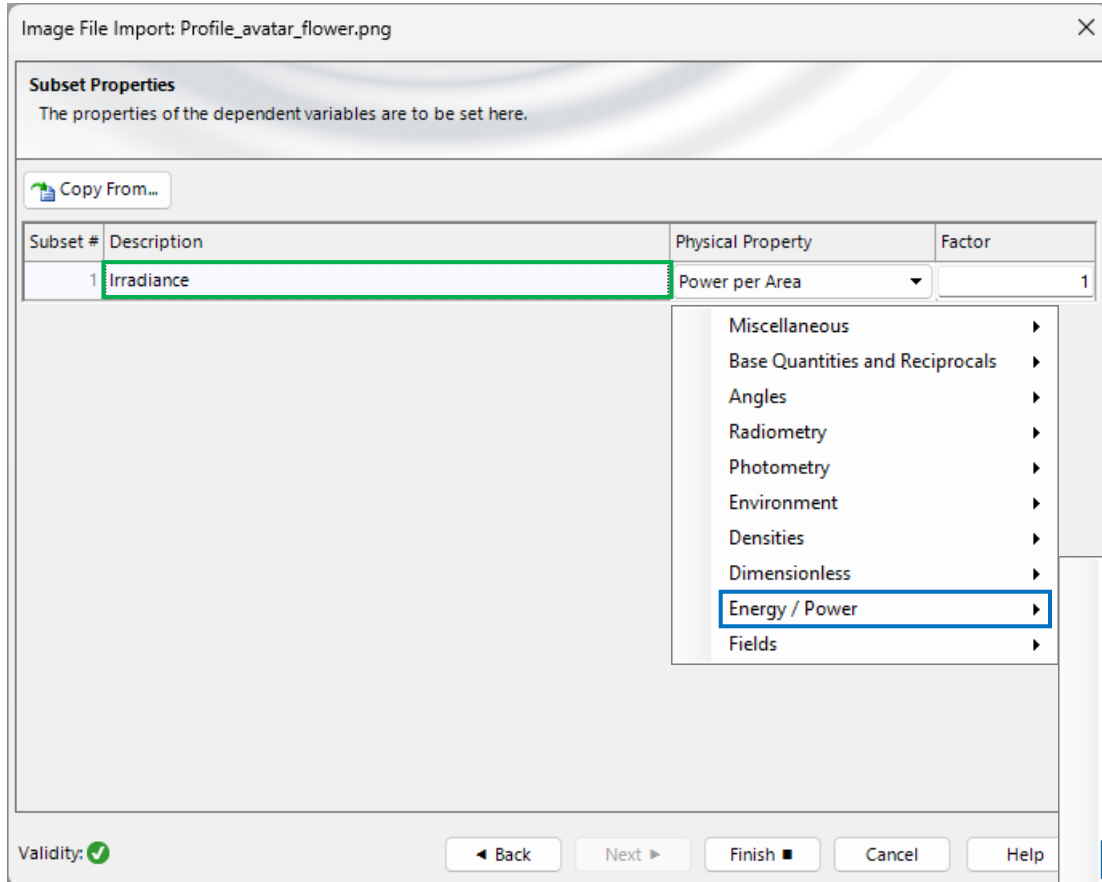 Image File Import: Profile_avatar_flower.png
Subset Properties
The properties of the dependent variables are to be set here.
Copy From...
Subset # Description Physical Property Factor
1 Irradiance Power per Area 1
Miscellaneous
Base Quantities and Reciprocals
Angles
Radiometry
Photometry
Environment
Densities
Dimensionless
Energy / Power
Fields
Validity: Back Next Finish Cancel Help